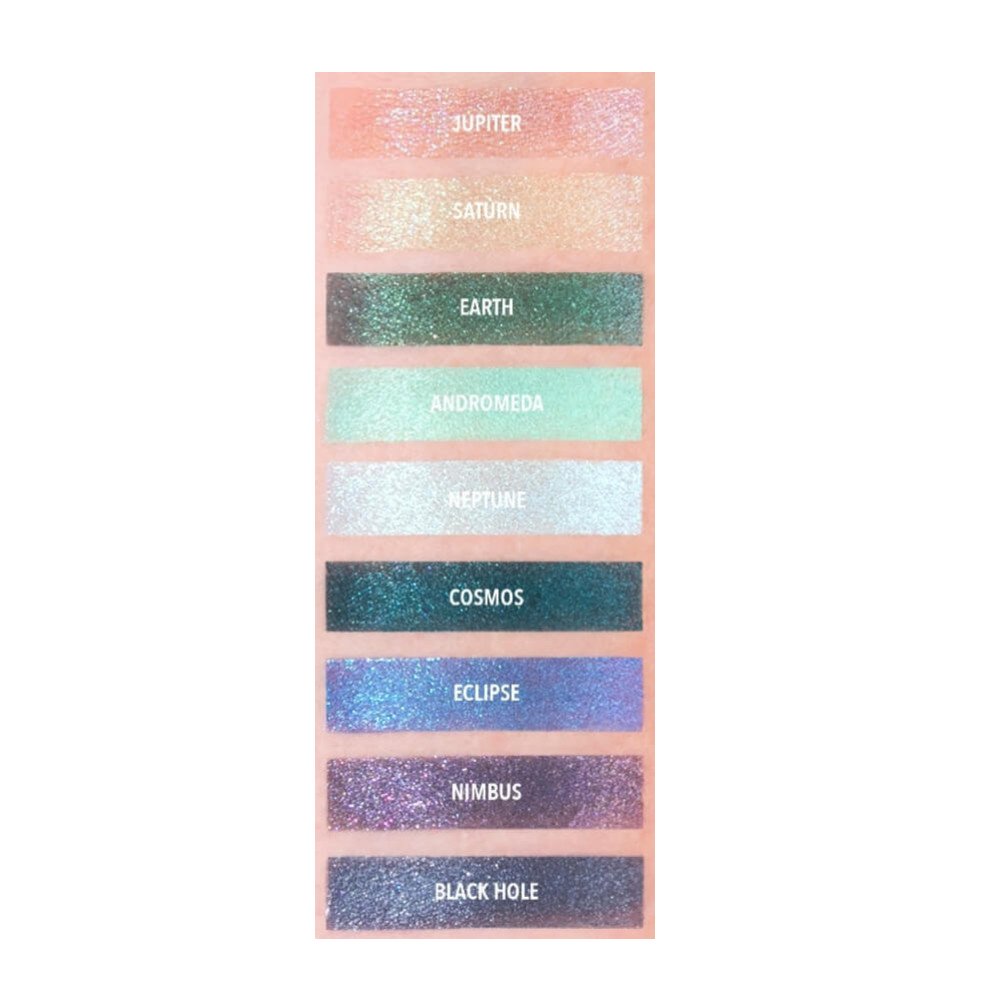 JUPITER
SATURN
EARTH
ANDROMEDA
NEPTUNE
COSMOS
ECLIPSE
NIMBUS
BLACK HOLE